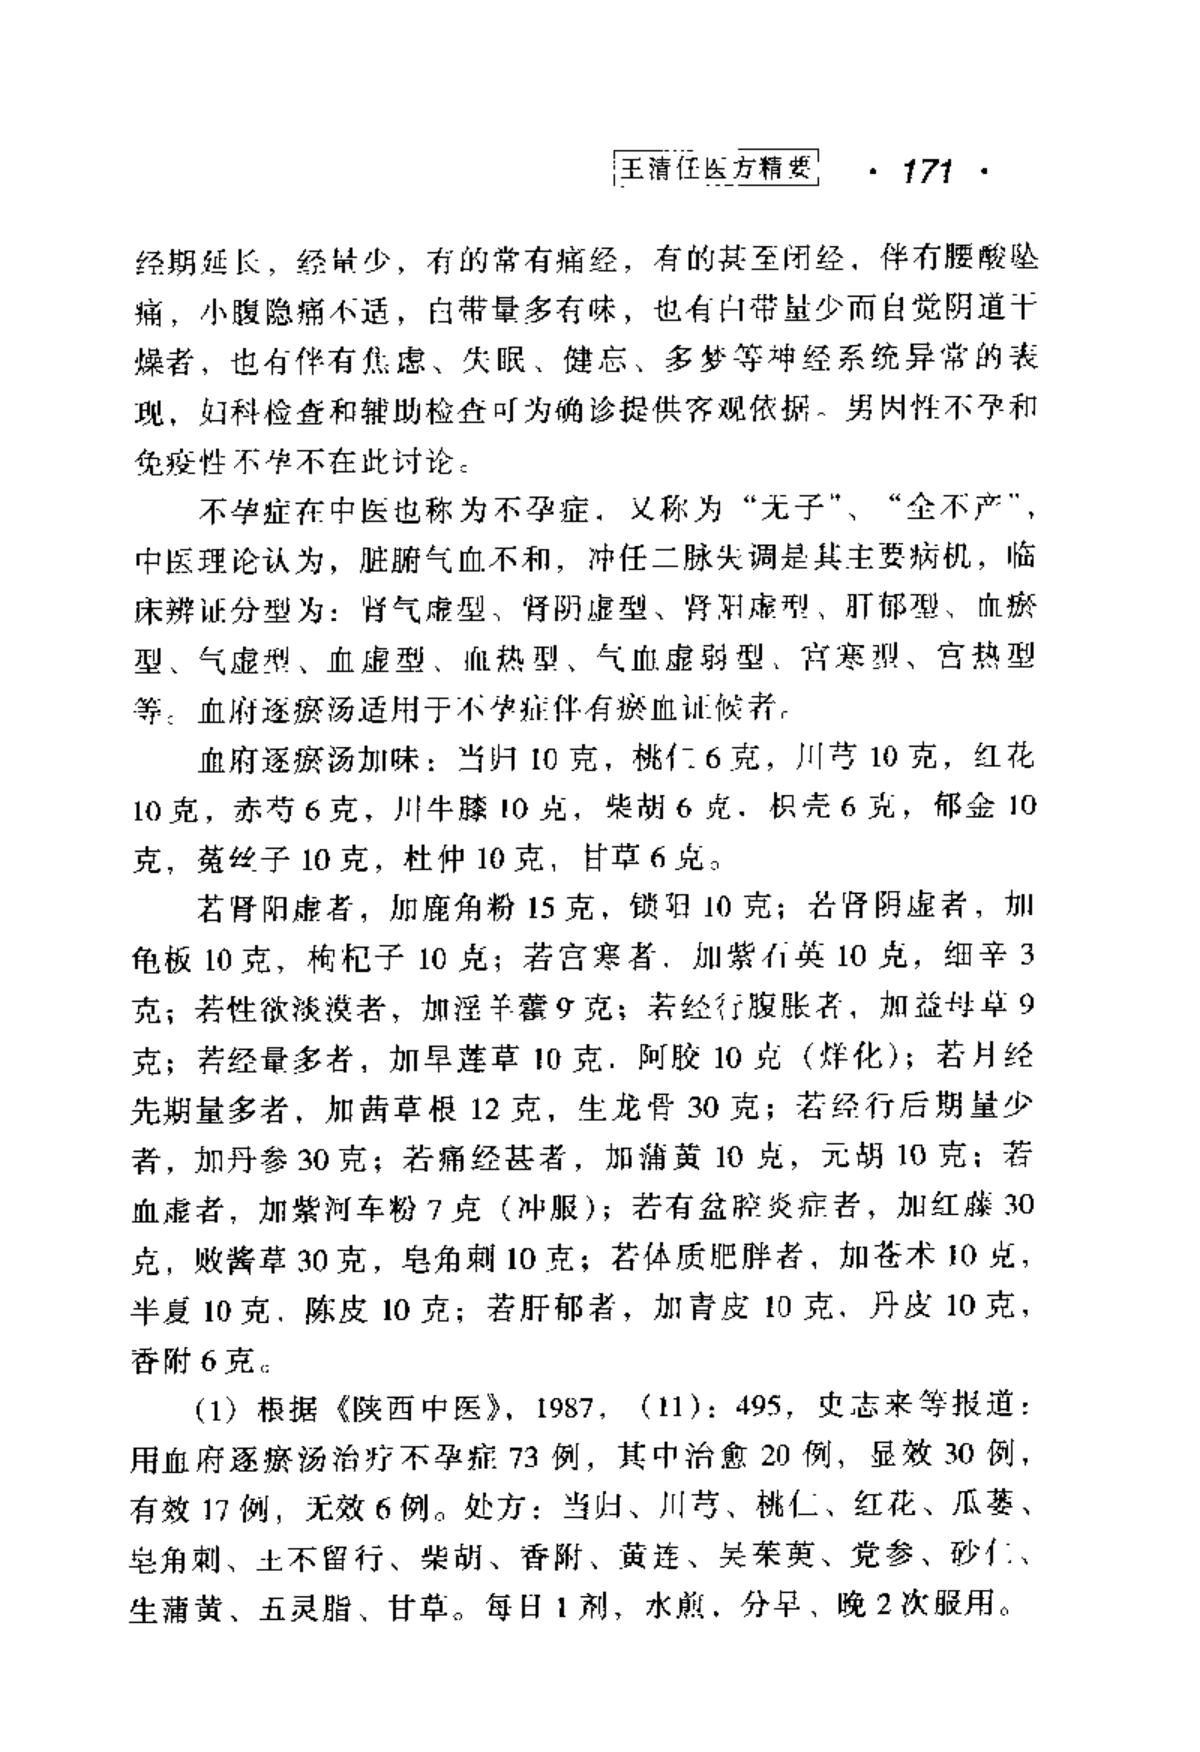 王清任医方精要 · 171 ·
经期延长，经量少，有的常有痛经，有的甚至闭经，伴有腰酸坠
痛，小腹隐痛不适，白带量多有味，也有白带量少而自觉阴道干
燥者，也有伴有焦虑、失眠、健忘、多梦等神经系统异常的表
现，妇科检查和辅助检查可为确诊提供客观依据。男因性不孕和
免疫性不孕不在此讨论。
不孕症在中医也称为不孕症，又称为“无子”、“全不产”，
中医理论认为，脏腑气血不和，冲任二脉失调是其主要病机，临
床辨证分型为：肾气虚型、肾阴虚型、肾阳虚型、肝郁型、血瘀
型、气虚型、血虚型、血热型、气血虚弱型、宫寒型、宫热型
等。血府逐瘀汤适用于不孕症伴有瘀血证候者。
血府逐瘀汤加味：当归 10 克，桃仁 6 克，川芎 10 克，红花
10 克，赤芍 6 克，川牛膝 10 克，柴胡 6 克，枳壳 6 克，郁金 10
克，菟丝子 10 克，杜仲 10 克，甘草 6 克。
若肾阳虚者，加鹿角粉 15 克，锁阳 10 克；若肾阴虚者，加
龟板 10 克，枸杞子 10 克；若宫寒者，加紫石英 10 克，细辛 3
克；若性欲淡漠者，加淫羊藿 9 克；若经行腹胀者，加益母草 9
克；若经量多者，加旱莲草 10 克，阿胶 10 克（烊化）；若月经
先期量多者，加茜草根 12 克，生龙骨 30 克；若经行后期量少
者，加丹参 30 克；若痛经甚者，加蒲黄 10 克，元胡 10 克；若
血虚者，加紫河车粉 7 克（冲服）；若有盆腔炎症者，加红藤 30
克，败酱草 30 克，皂角刺 10 克；若体质肥胖者，加苍术 10 克，
半夏 10 克，陈皮 10 克；若肝郁者，加青皮 10 克，丹皮 10 克，
香附 6 克。
(1) 根据《陕西中医》，1987，（11）：495，史志来等报道：
用血府逐瘀汤治疗不孕症 73 例，其中治愈 20 例，显效 30 例，
有效 17 例，无效 6 例。处方：当归、川芎、桃仁、红花、瓜蒌、
皂角刺、王不留行、柴胡、香附、黄连、吴茱萸、党参、砂仁、
生蒲黄、五灵脂、甘草。每日 1 剂，水煎，分早、晚 2 次服用。